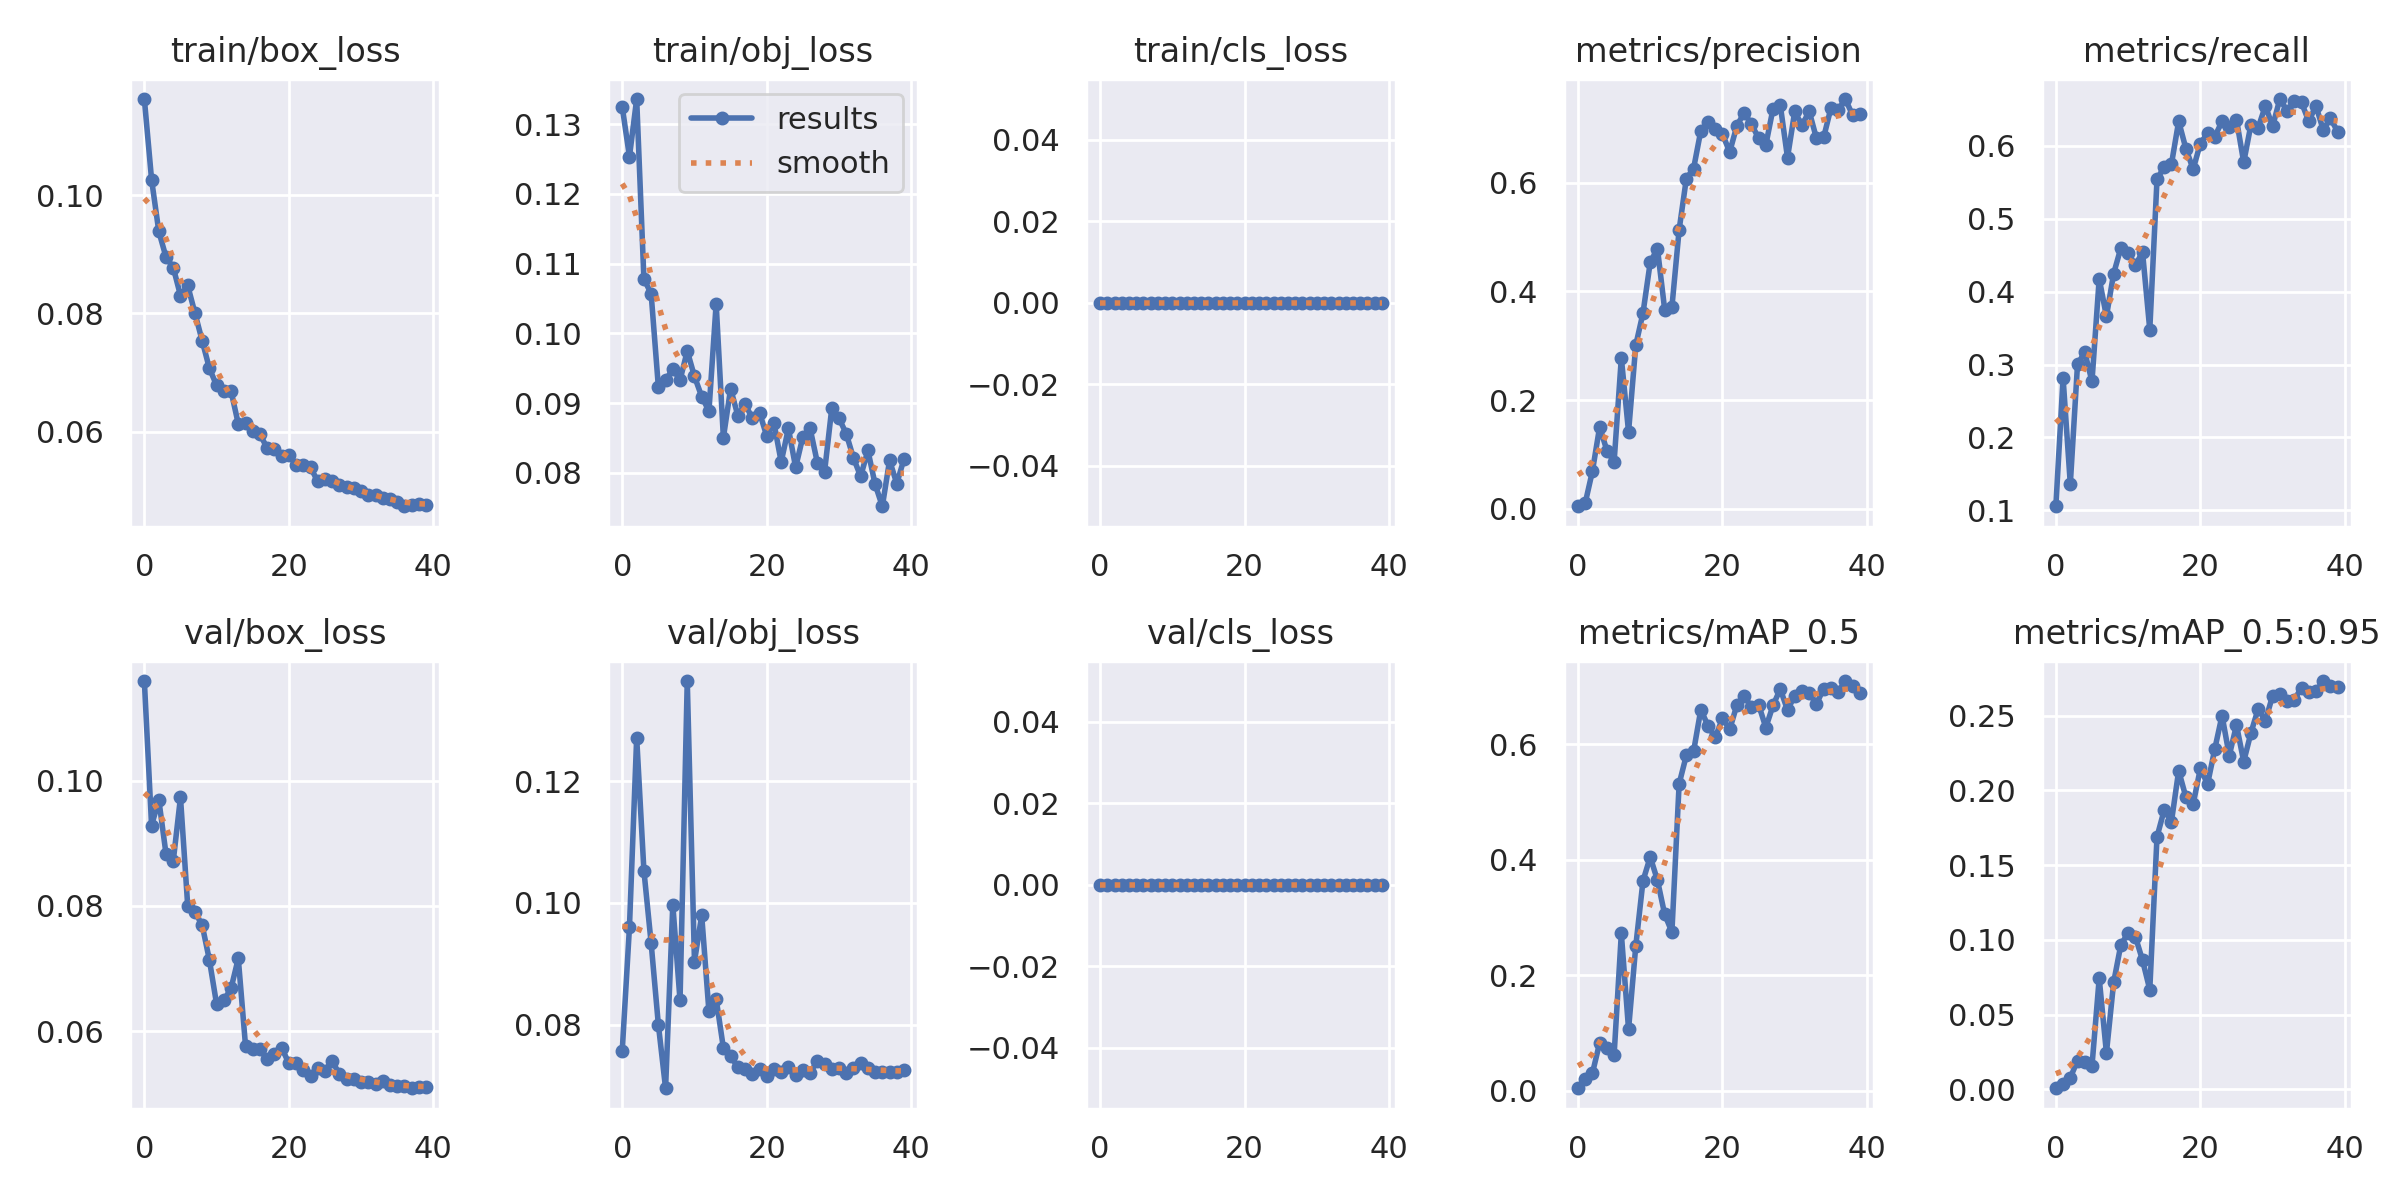 train/box_loss
0.10
0.08
0.06
0 20 40
train/obj_loss
results
smooth
0.13
0.12
0.11
0.10
0.09
0.08
0 20 40
train/cls_loss
0.04
0.02
0.00
−0.02
−0.04
0 20 40
metrics/precision
0.6
0.4
0.2
0.0
0 20 40
metrics/recall
0.6
0.5
0.4
0.3
0.2
0.1
0 20 40
val/box_loss
0.10
0.08
0.06
0 20 40
val/obj_loss
0.12
0.10
0.08
0 20 40
val/cls_loss
0.04
0.02
0.00
−0.02
−0.04
0 20 40
metrics/mAP_0.5
0.6
0.4
0.2
0.0
0 20 40
metrics/mAP_0.5:0.95
0.25
0.20
0.15
0.10
0.05
0.00
0 20 40